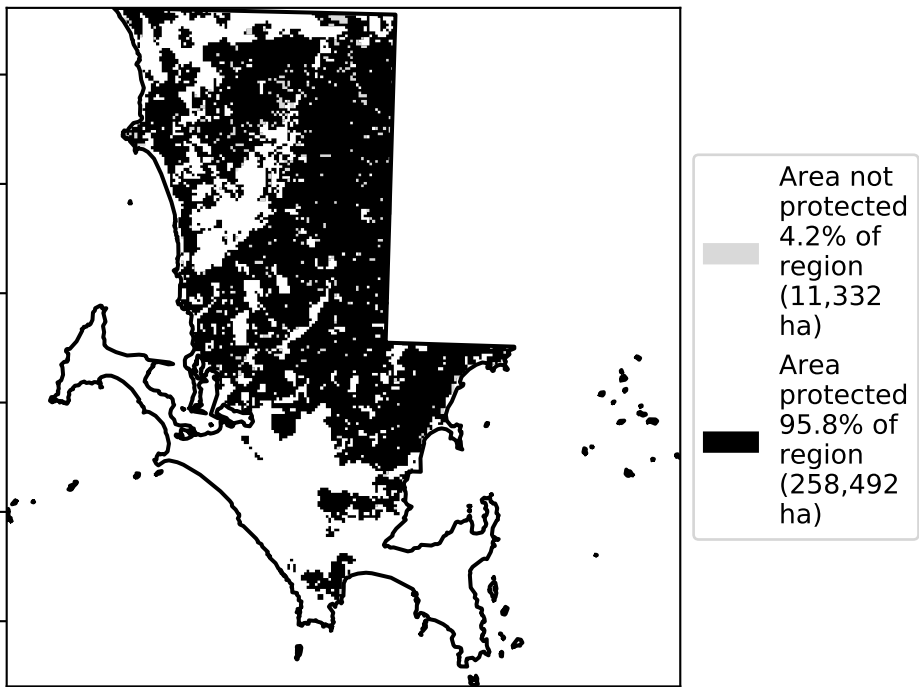 Area not
protected
4.2% of
region
(11,332
ha)
Area
protected
95.8% of
region
(258,492
ha)